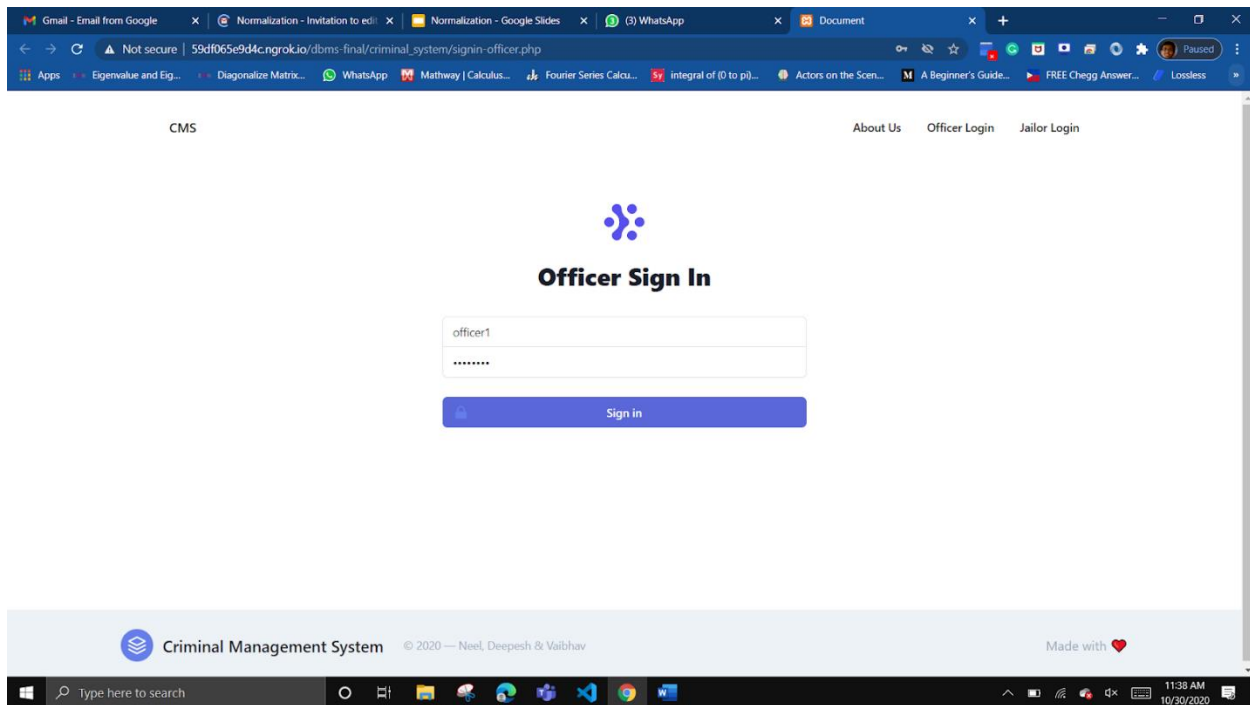 Gmail - Email from Google
Normalization - Invitation to edit
Normalization - Google Slides
(3) WhatsApp
Document
Not secure
59df065e9d4c.ngrok.io/dbms-final/criminal_system/signin-officer.php
Paused
Apps
Eigenvalue and Eig...
Diagonalize Matrix...
WhatsApp
Mathway | Calculus...
Fourier Series Calcu...
Sy
integral of (0 to pi)...
Actors on the Scen...
M
A Beginner's Guide...
FREE Chegg Answer...
Lossless
»
CMS
About Us
Officer Login
Jailor Login
Officer Sign In
officer1
••••••••
Sign in
Criminal Management System
© 2020 — Neel, Deepesh & Vaibhav
Made with ❤
Type here to search
11:38 AM
10/30/2020